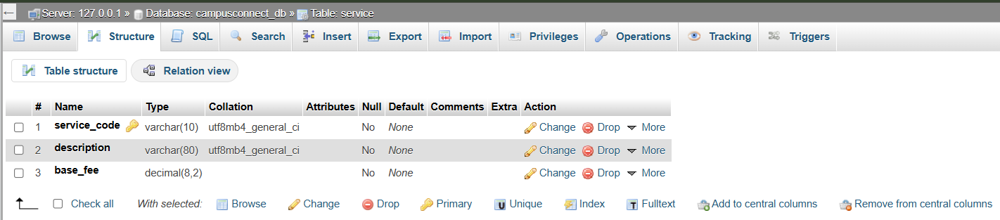 ← Server: 127.0.0.1 » Database: campusconnect_db » Table: service
Browse Structure SQL Search Insert Export Import Privileges Operations Tracking Triggers
Table structure Relation view
# Name Type Collation Attributes Null Default Comments Extra Action
1 service_code varchar(10) utf8mb4_general_ci No None Change Drop More
2 description varchar(80) utf8mb4_general_ci No None Change Drop More
3 base_fee decimal(8,2) No None Change Drop More
Check all With selected: Browse Change Drop Primary Unique Index Fulltext Add to central columns Remove from central columns